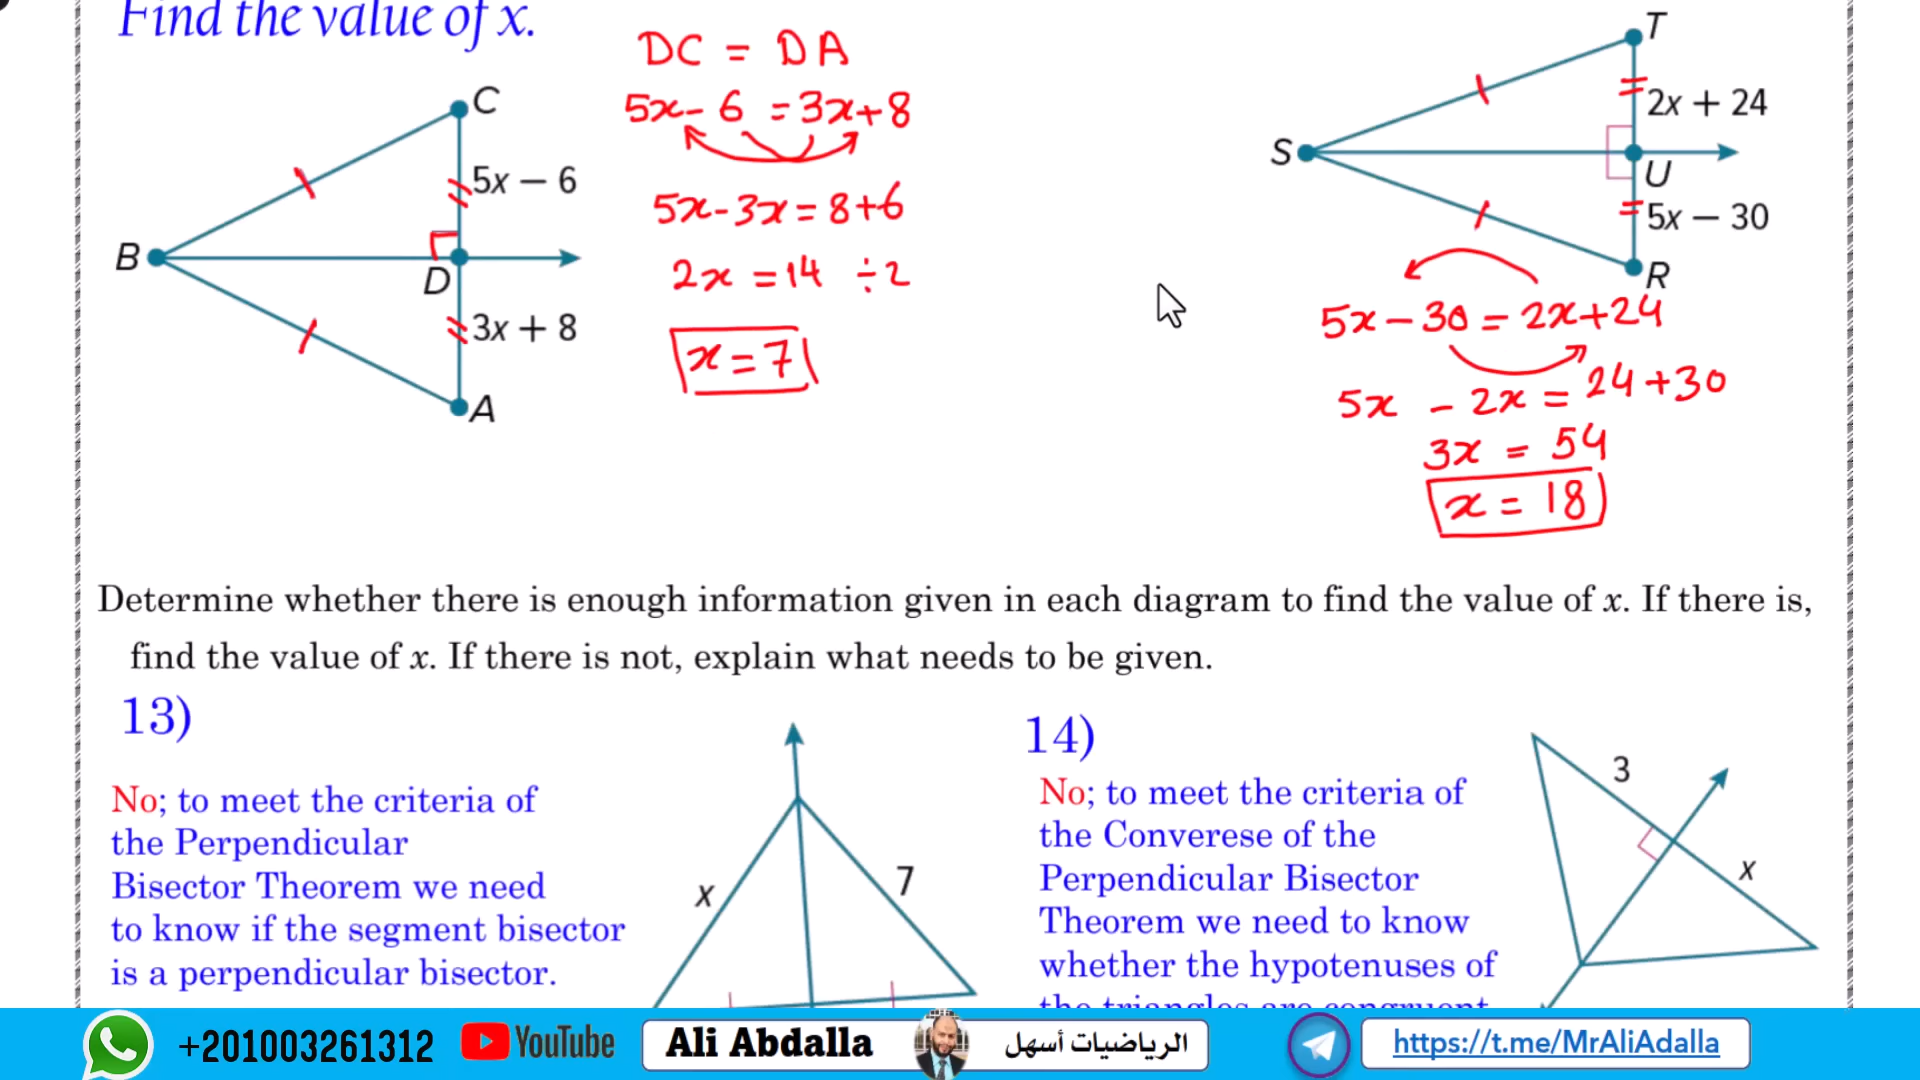 Find the value of x.
DC = DA
5x - 6 = 3x + 8
5x - 3x = 8 + 6
2x = 14 ÷ 2
x = 7
C
5x − 6
B
D
3x + 8
A
T
2x + 24
S
U
5x − 30
R
5x - 30 = 2x + 24
5x - 2x = 24 + 30
3x = 54
x = 18
Determine whether there is enough information given in each diagram to find the value of x. If there is,
find the value of x. If there is not, explain what needs to be given.
13)
No; to meet the criteria of
the Perpendicular
Bisector Theorem we need
to know if the segment bisector
is a perpendicular bisector.
x
7
14)
No; to meet the criteria of
the Converese of the
Perpendicular Bisector
Theorem we need to know
whether the hypotenuses of
the triangles are congruent
3
x
+201003261312
YouTube
Ali Abdalla
الرياضيات أسهل
https://t.me/MrAliAdalla